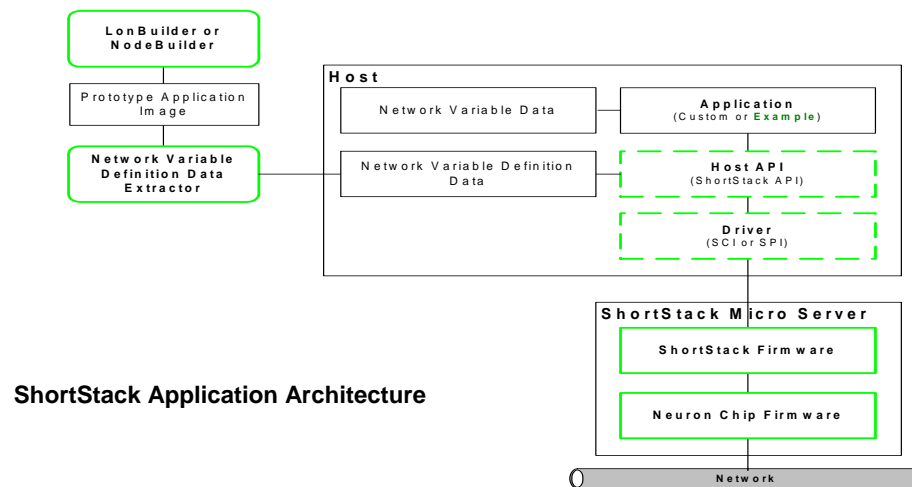 LonBuilder or
NodeBuilder
Prototype Application
Image
Network Variable
Definition Data
Extractor
Host
Network Variable Data
Application
(Custom or Example)
Network Variable Definition
Data
Host API
(ShortStack API)
Driver
(SCI or SPI)
ShortStack Micro Server
ShortStack Firmware
Neuron Chip Firmware
ShortStack Application Architecture
Network